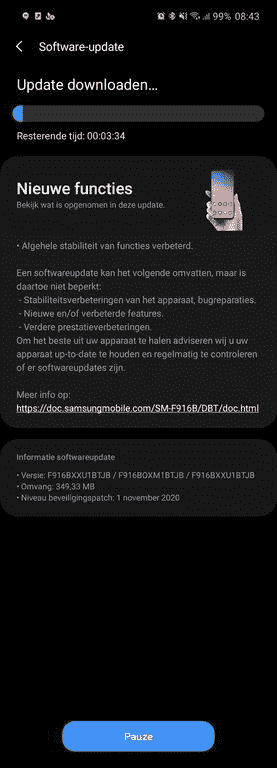 99% 08:43
Software-update
Update downloaden...
Resterende tijd: 00:03:34
Nieuwe functies
Bekijk wat is opgenomen in deze update.
• Algehele stabiliteit van functies verbeterd.
Een softwareupdate kan het volgende omvatten, maar is
daartoe niet beperkt:
- Stabiliteitsverbeteringen van het apparaat, bugreparaties.
- Nieuwe en/of verbeterde features.
- Verdere prestatieverbeteringen.
Om het beste uit uw apparaat te halen adviseren wij u uw
apparaat up-to-date te houden en regelmatig te controleren
of er softwareupdates zijn.
Meer info op:
https://doc.samsungmobile.com/SM-F916B/DBT/doc.html
Informatie softwareupdate
• Versie: F916BXXU1BTJB / F916BOXM1BTJB / F916BXXU1BTJB
• Omvang: 349,33 MB
• Niveau beveiligingspatch: 1 november 2020
Pauze